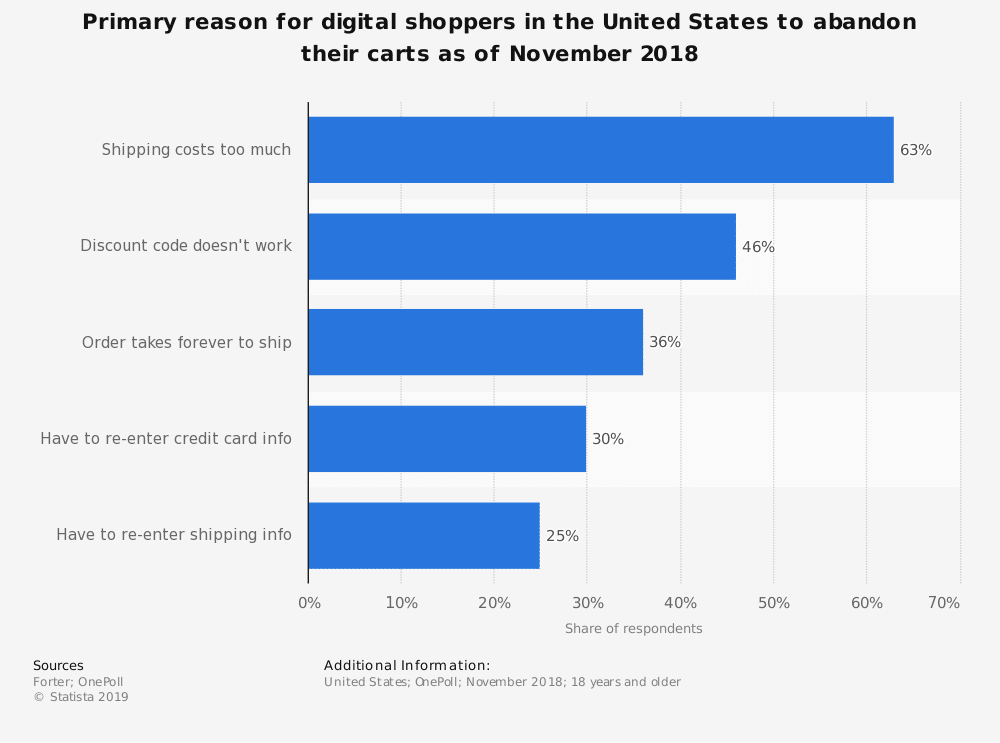 Primary reason for digital shoppers in the United States to abandon
their carts as of November 2018
Shipping costs too much
63%
Discount code doesn't work
46%
Order takes forever to ship
36%
Have to re-enter credit card info
30%
Have to re-enter shipping info
25%
0% 10% 20% 30% 40% 50% 60% 70%
Share of respondents
Sources
Forter; OnePoll
© Statista 2019
Additional Information:
United States; OnePoll; November 2018; 18 years and older